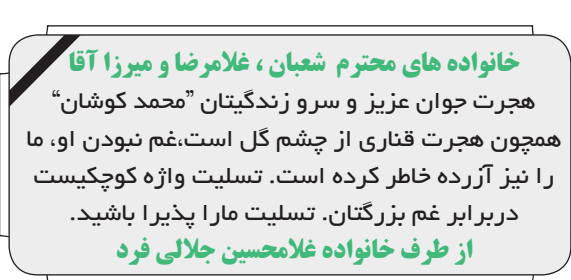 خانواده های محترم شعبان ، غلامرضا و میرزا آقا
هجرت جوان عزیز و سرو زندگیتان ”محمد کوشان“
همچون هجرت قناری از چشم گل است،غم نبودن او، ما
را نیز آزرده خاطر کرده است. تسلیت واژه کوچکیست
دربرابر غم بزرگتان. تسلیت مارا پذیرا باشید.
از طرف خانواده غلامحسین جلالی فرد